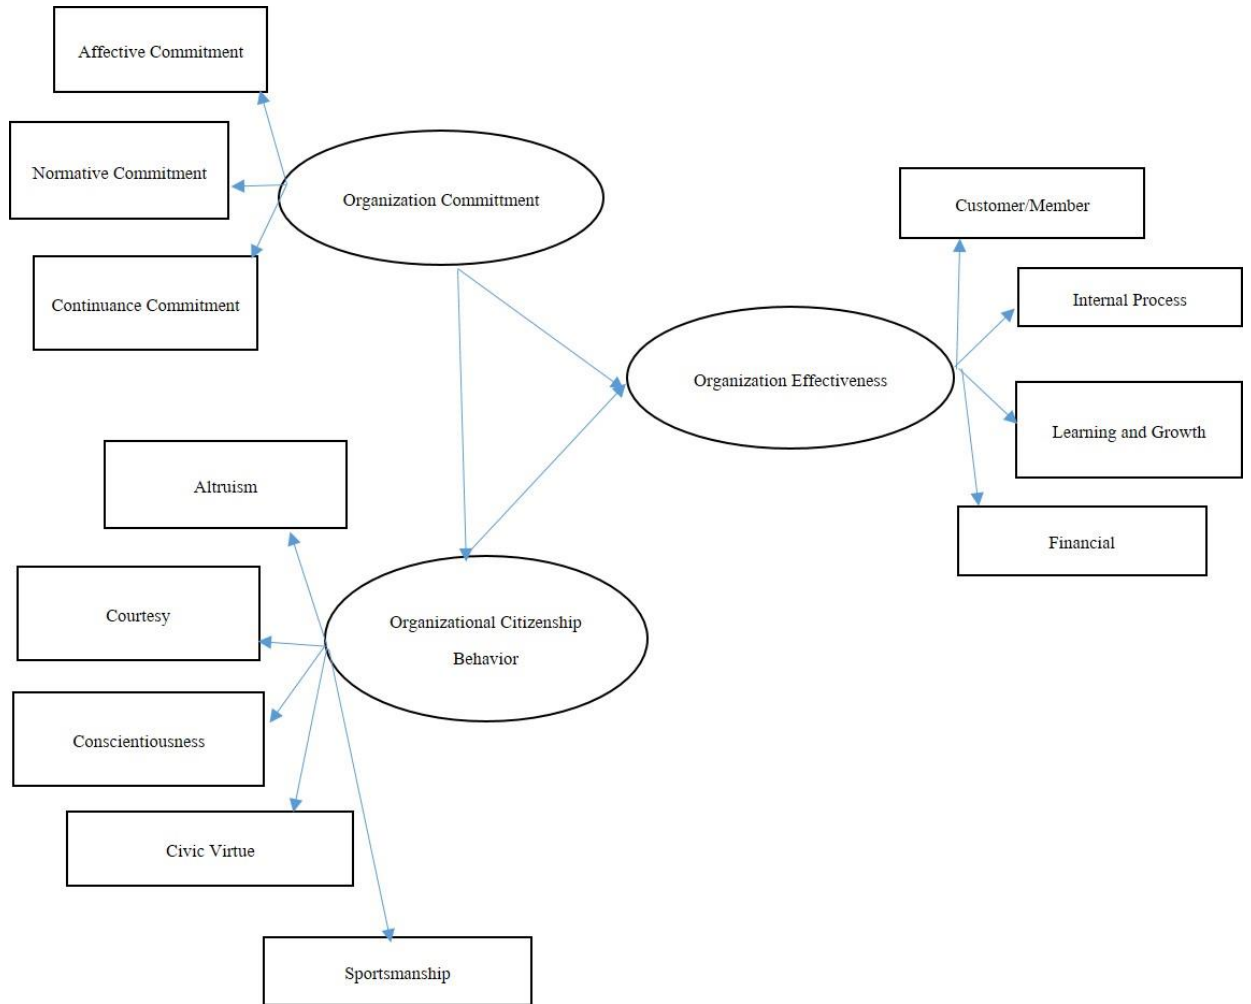 Affective Commitment
Normative Commitment
Organization Committment
Continuance Commitment
Customer/Member
Internal Process
Organization Effectiveness
Learning and Growth
Financial
Altruism
Courtesy
Organizational Citizenship
Behavior
Conscientiousness
Civic Virtue
Sportsmanship